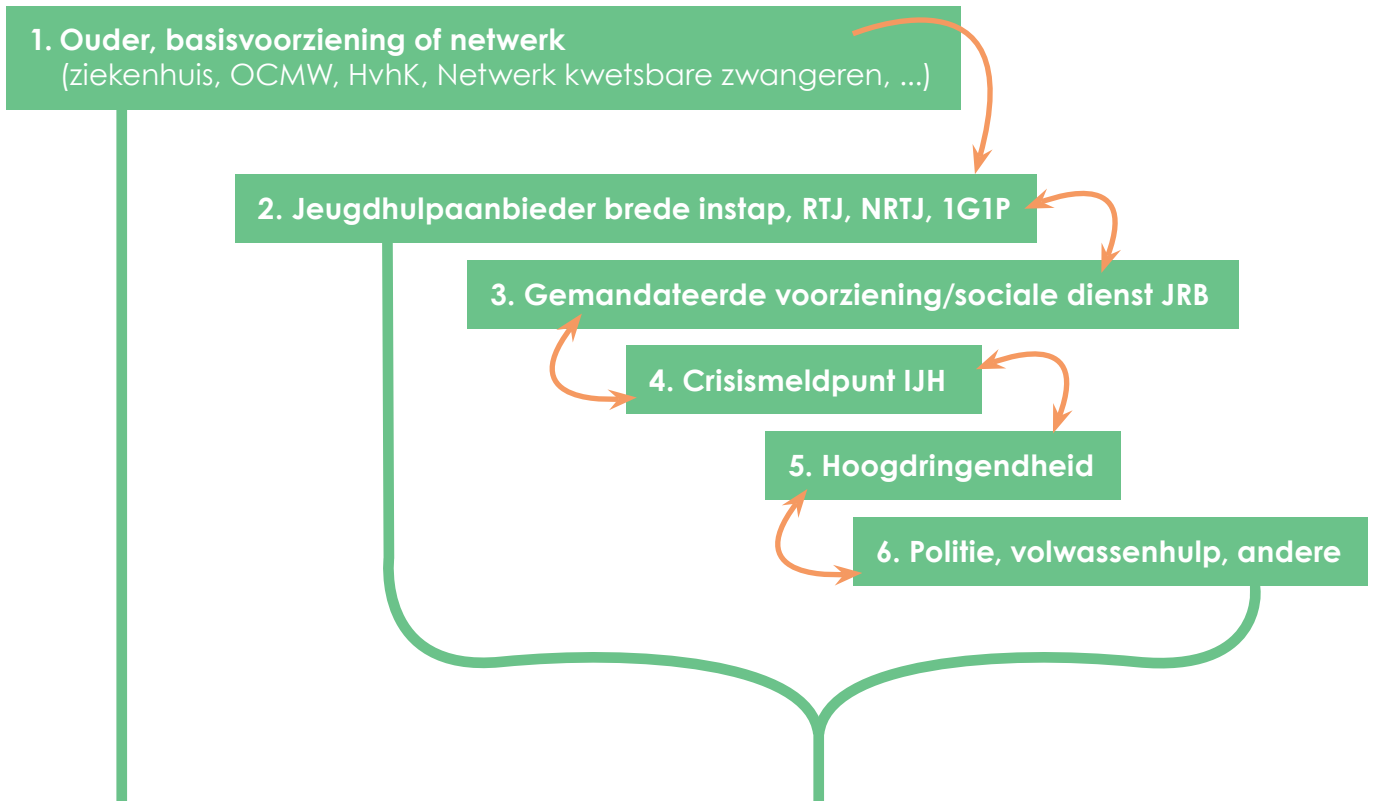 1. Ouder, basisvoorziening of netwerk
(ziekenhuis, OCMW, HvhK, Netwerk kwetsbare zwangeren, ...)
2. Jeugdhulpaanbieder brede instap, RTJ, NRTJ, 1G1P
3. Gemandateerde voorziening/sociale dienst JRB
4. Crisismeldpunt IJH
5. Hoogdringendheid
6. Politie, volwassenhulp, andere